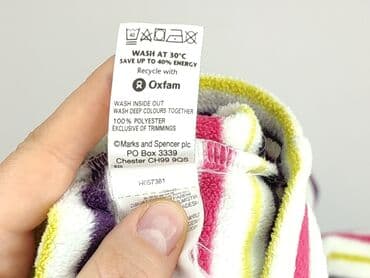 WASH AT 30°C
SAVE UP TO 40% ENERGY
Recycle with
Oxfam
WASH INSIDE OUT
WASH DEEP COLOURS TOGETHER
100% POLYESTER
EXCLUSIVE OF TRIMMINGS
©Marks and Spencer plc
PO Box 3339
Chester CH99 9QS